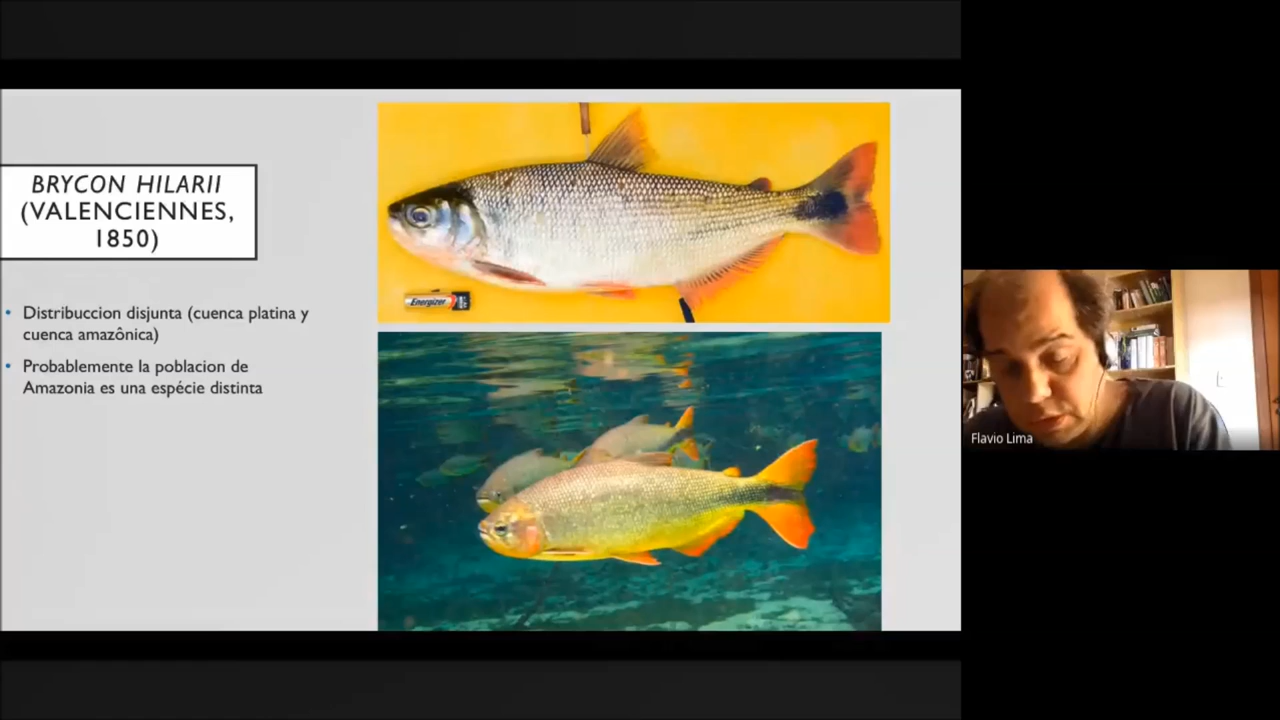 BRYCON HILARII
(VALENCIENNES,
1850)
• Distribuccion disjunta (cuenca platina y
cuenca amazônica)
• Probablemente la poblacion de
Amazonia es una espécie distinta
Energizer
Flavio Lima